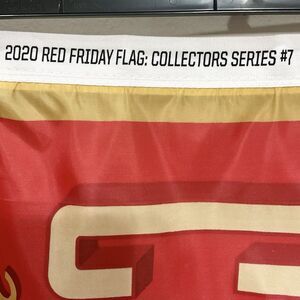 2020 RED FRIDAY FLAG: COLLECTORS SERIES #7